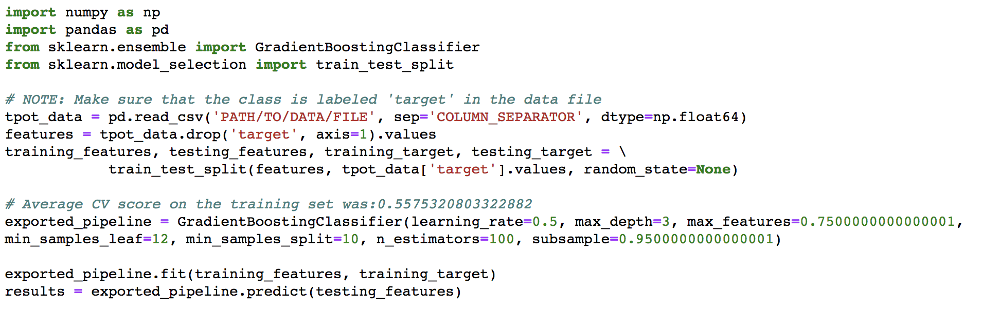 import numpy as np
import pandas as pd
from sklearn.ensemble import GradientBoostingClassifier
from sklearn.model_selection import train_test_split

# NOTE: Make sure that the class is labeled 'target' in the data file
tpot_data = pd.read_csv('PATH/TO/DATA/FILE', sep='COLUMN_SEPARATOR', dtype=np.float64)
features = tpot_data.drop('target', axis=1).values
training_features, testing_features, training_target, testing_target = \
            train_test_split(features, tpot_data['target'].values, random_state=None)

# Average CV score on the training set was:0.5575320803322882
exported_pipeline = GradientBoostingClassifier(learning_rate=0.5, max_depth=3, max_features=0.7500000000000001,
min_samples_leaf=12, min_samples_split=10, n_estimators=100, subsample=0.9500000000000001)

exported_pipeline.fit(training_features, training_target)
results = exported_pipeline.predict(testing_features)